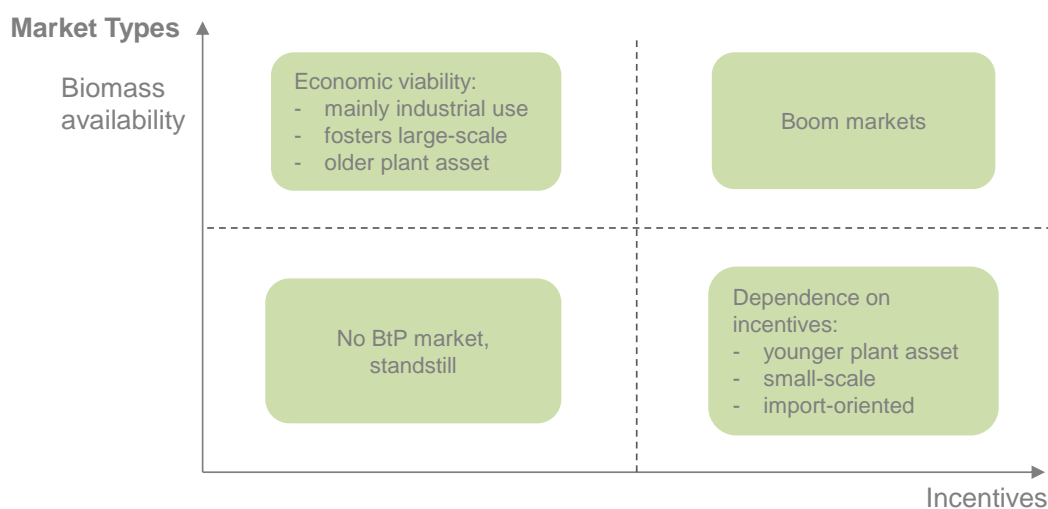 Market Types
Biomass
availability
Economic viability:
- mainly industrial use
- fosters large-scale
- older plant asset
Boom markets
No BtP market,
standstill
Dependence on
incentives:
- younger plant asset
- small-scale
- import-oriented
Incentives